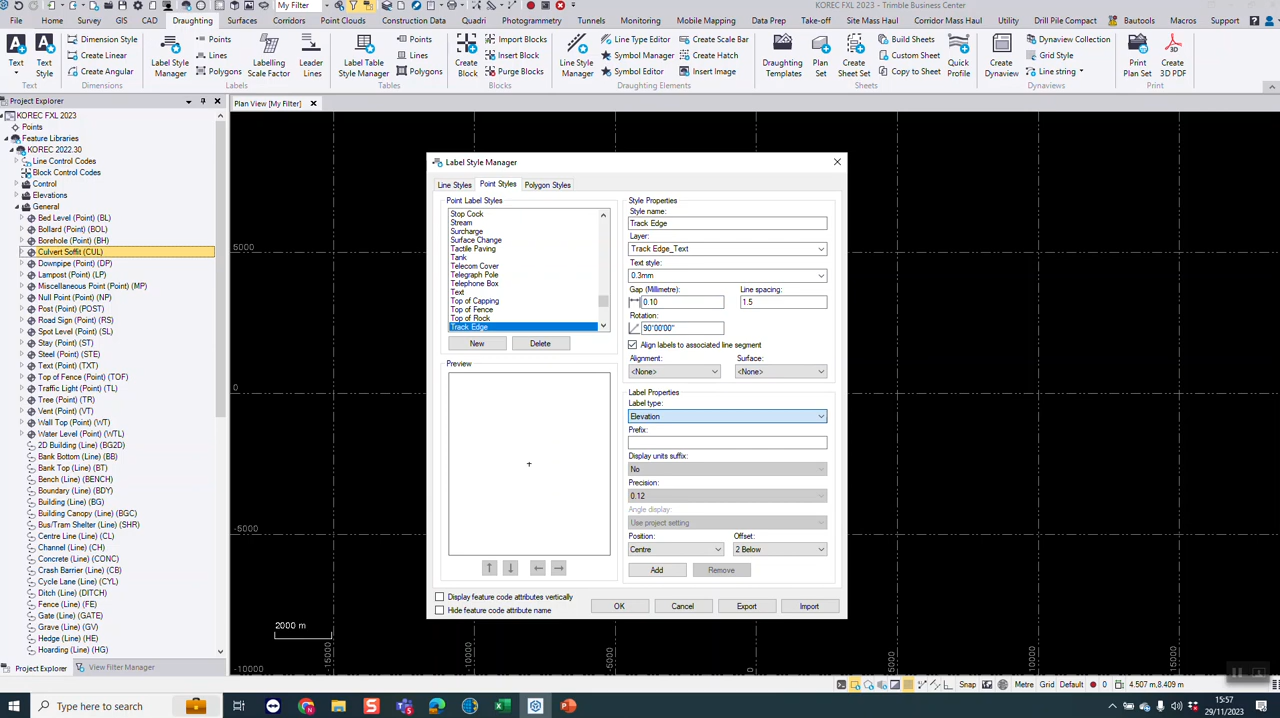 My Filter
KOREC FXL 2023 - Trimble Business Center
File
Home
Survey
GIS
CAD
Draughting
Surfaces
Corridors
Point Clouds
Construction Data
Quadri
Photogrammetry
Tunnels
Monitoring
Mobile Mapping
Data Prep
Take-off
Site Mass Haul
Corridor Mass Haul
Utility
Drill Pile Compact
Bautools
Macros
Support
Text
Text Style
Dimension Style
Create Linear
Create Angular
Label Style Manager
Points
Lines
Polygons
Labelling Scale Factor
Leader Lines
Label Table Style Manager
Points
Lines
Polygons
Create Block
Import Blocks
Insert Block
Purge Blocks
Line Style Manager
Line Type Editor
Symbol Manager
Symbol Editor
Create Scale Bar
Create Hatch
Insert Image
Draughting Templates
Plan Set
Create Sheet Set
Build Sheets
Custom Sheet
Copy to Sheet
Quick Profile
Create Dynaview
Dynaview Collection
Grid Style
Line string
Print Plan Set
Create 3D PDF
Text
Dimensions
Labels
Tables
Blocks
Draughting Elements
Sheets
Dynaviews
Print
Project Explorer
KOREC FXL 2023
Points
Feature Libraries
KOREC 2022.30
Line Control Codes
Block Control Codes
Control
Elevations
General
Bed Level (Point) (BL)
Bollard (Point) (BOL)
Borehole (Point) (BH)
Culvert Soffit (CUL)
Downpipe (Point) (DP)
Lampost (Point) (LP)
Miscellaneous Point (Point) (MP)
Null Point (Point) (NP)
Post (Point) (POST)
Road Sign (Point) (RS)
Spot Level (Point) (SL)
Stay (Point) (ST)
Steel (Point) (STE)
Text (Point) (TXT)
Top of Fence (Point) (TOF)
Traffic Light (Point) (TL)
Tree (Point) (TR)
Vent (Point) (VT)
Wall Top (Point) (WT)
Water Level (Point) (WTL)
2D Building (Line) (BG2D)
Bank Bottom (Line) (BB)
Bank Top (Line) (BT)
Bench (Line) (BENCH)
Boundary (Line) (BDY)
Building (Line) (BG)
Building Canopy (Line) (BGC)
Bus/Tram Shelter (Line) (SHR)
Centre Line (Line) (CL)
Channel (Line) (CH)
Concrete (Line) (CONC)
Crash Barrier (Line) (CB)
Cycle Lane (Line) (CYL)
Ditch (Line) (DITCH)
Fence (Line) (FE)
Gate (Line) (GATE)
Grave (Line) (GV)
Hedge (Line) (HE)
Hoarding (Line) (HG)
Project Explorer
View Filter Manager
Plan View [My Filter]
5000
0
-5000
-10000
2000 m
-15000
-5000
0
5000
10000
15000
Label Style Manager
Line Styles
Point Styles
Polygon Styles
Point Label Styles
Stop Cock
Stream
Surcharge
Surface Change
Tactile Paving
Tank
Telecom Cover
Telegraph Pole
Telephone Box
Text
Top of Capping
Top of Fence
Top of Rock
Track Edge
New
Delete
Preview
Display feature code attributes vertically
Hide feature code attribute name
Style Properties
Style name:
Track Edge
Layer:
Track Edge_Text
Text style:
0.3mm
Gap (Millimetre):
Line spacing:
0.10
1.5
Rotation:
90°00'00"
Align labels to associated line segment
Alignment:
Surface:
<None>
<None>
Label Properties
Label type:
Elevation
Prefix:
Display units suffix:
No
Precision:
0.12
Angle display:
Use project setting
Position:
Offset:
Centre
2 Below
Add
Remove
OK
Cancel
Export
Import
Snap
Metre
Grid
Default
0
4.507 m,8.409 m
Type here to search
15:57
29/11/2023